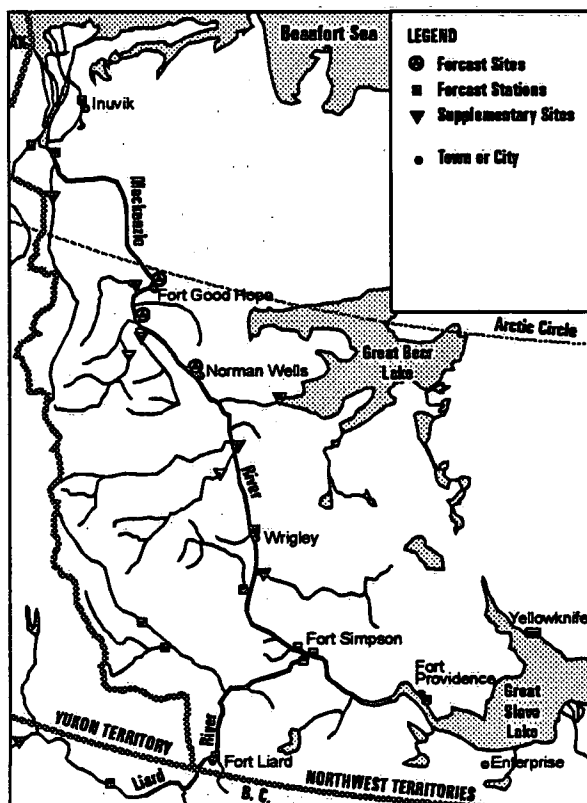 Beaufort Sea
LEGEND
Forcast Sites
Forcast Stations
Supplementary Sites
Town or City
AK
Inuvik
Mackenzie
Fort Good Hope
Arctic Circle
Great Bear
Lake
Norman Wells
River
Wrigley
Yellowknife
Fort Simpson
Fort
Providence
Great
Slave
Lake
YUKON TERRITORY
River
Fort Liard
Enterprise
Liard
B. C.
NORTHWEST TERRITORIES